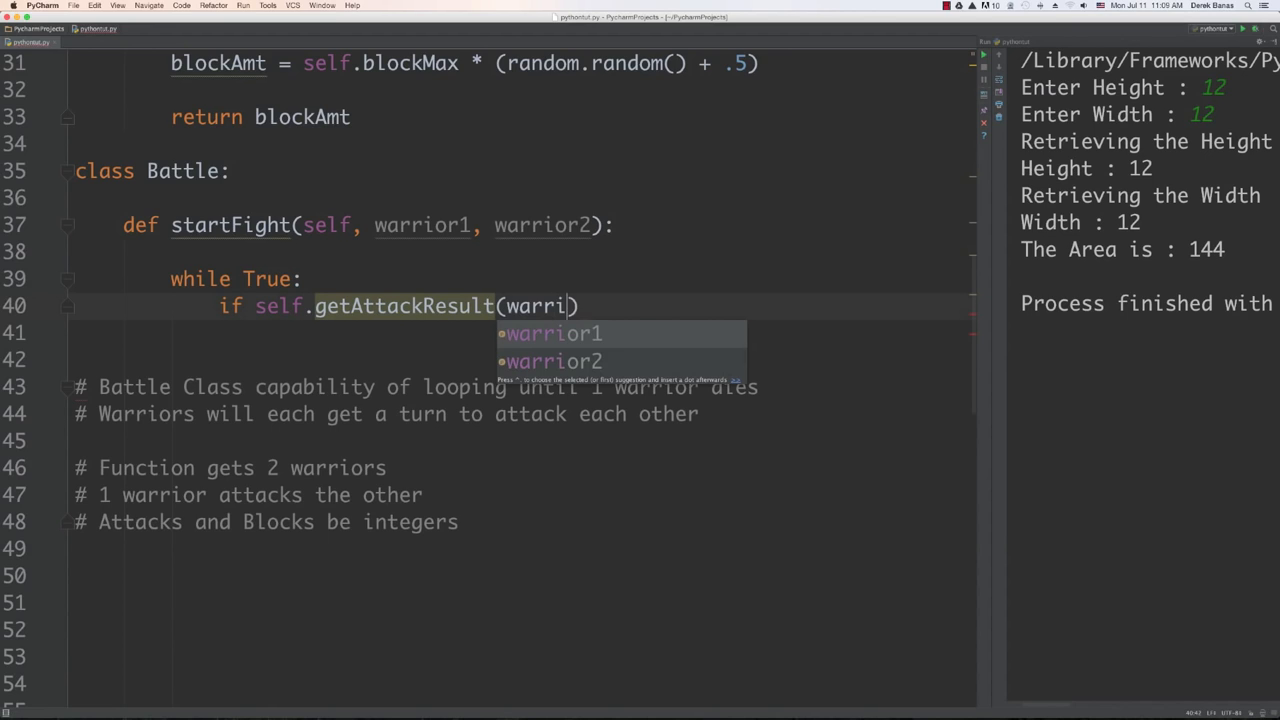 PyCharm File Edit View Navigate Code Refactor Run Tools VCS Window Help 10 Mon Jul 11 11:09 AM Derek Banas
pythontut.py - PycharmProjects - [~/PycharmProjects]
PycharmProjects pythontut.py pythontut
pythontut.py Run pythontut
31 blockAmt = self.blockMax * (random.random() + .5)
32
33 return blockAmt
34
35 class Battle:
36
37 def startFight(self, warrior1, warrior2):
38
39 while True:
40 if self.getAttackResult(warri)
warrior1
41
warrior2
42
Press ^. to choose the selected (or first) suggestion and insert a dot afterwards >>
43 # Battle Class capability of looping until 1 warrior dies
44 # Warriors will each get a turn to attack each other
45
46 # Function gets 2 warriors
47 # 1 warrior attacks the other
48 # Attacks and Blocks be integers
49
50
51
52
53
54
/Library/Frameworks/Py
Enter Height : 12
Enter Width : 12
Retrieving the Height
Height : 12
Retrieving the Width
Width : 12
The Area is : 144
Process finished with
40:42 LF≑ UTF-8≑